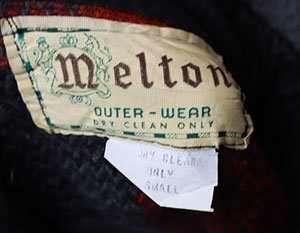 Melton
OUTER-WEAR
DRY CLEAN ONLY
DRY CLEAN
ONLY
SMALL